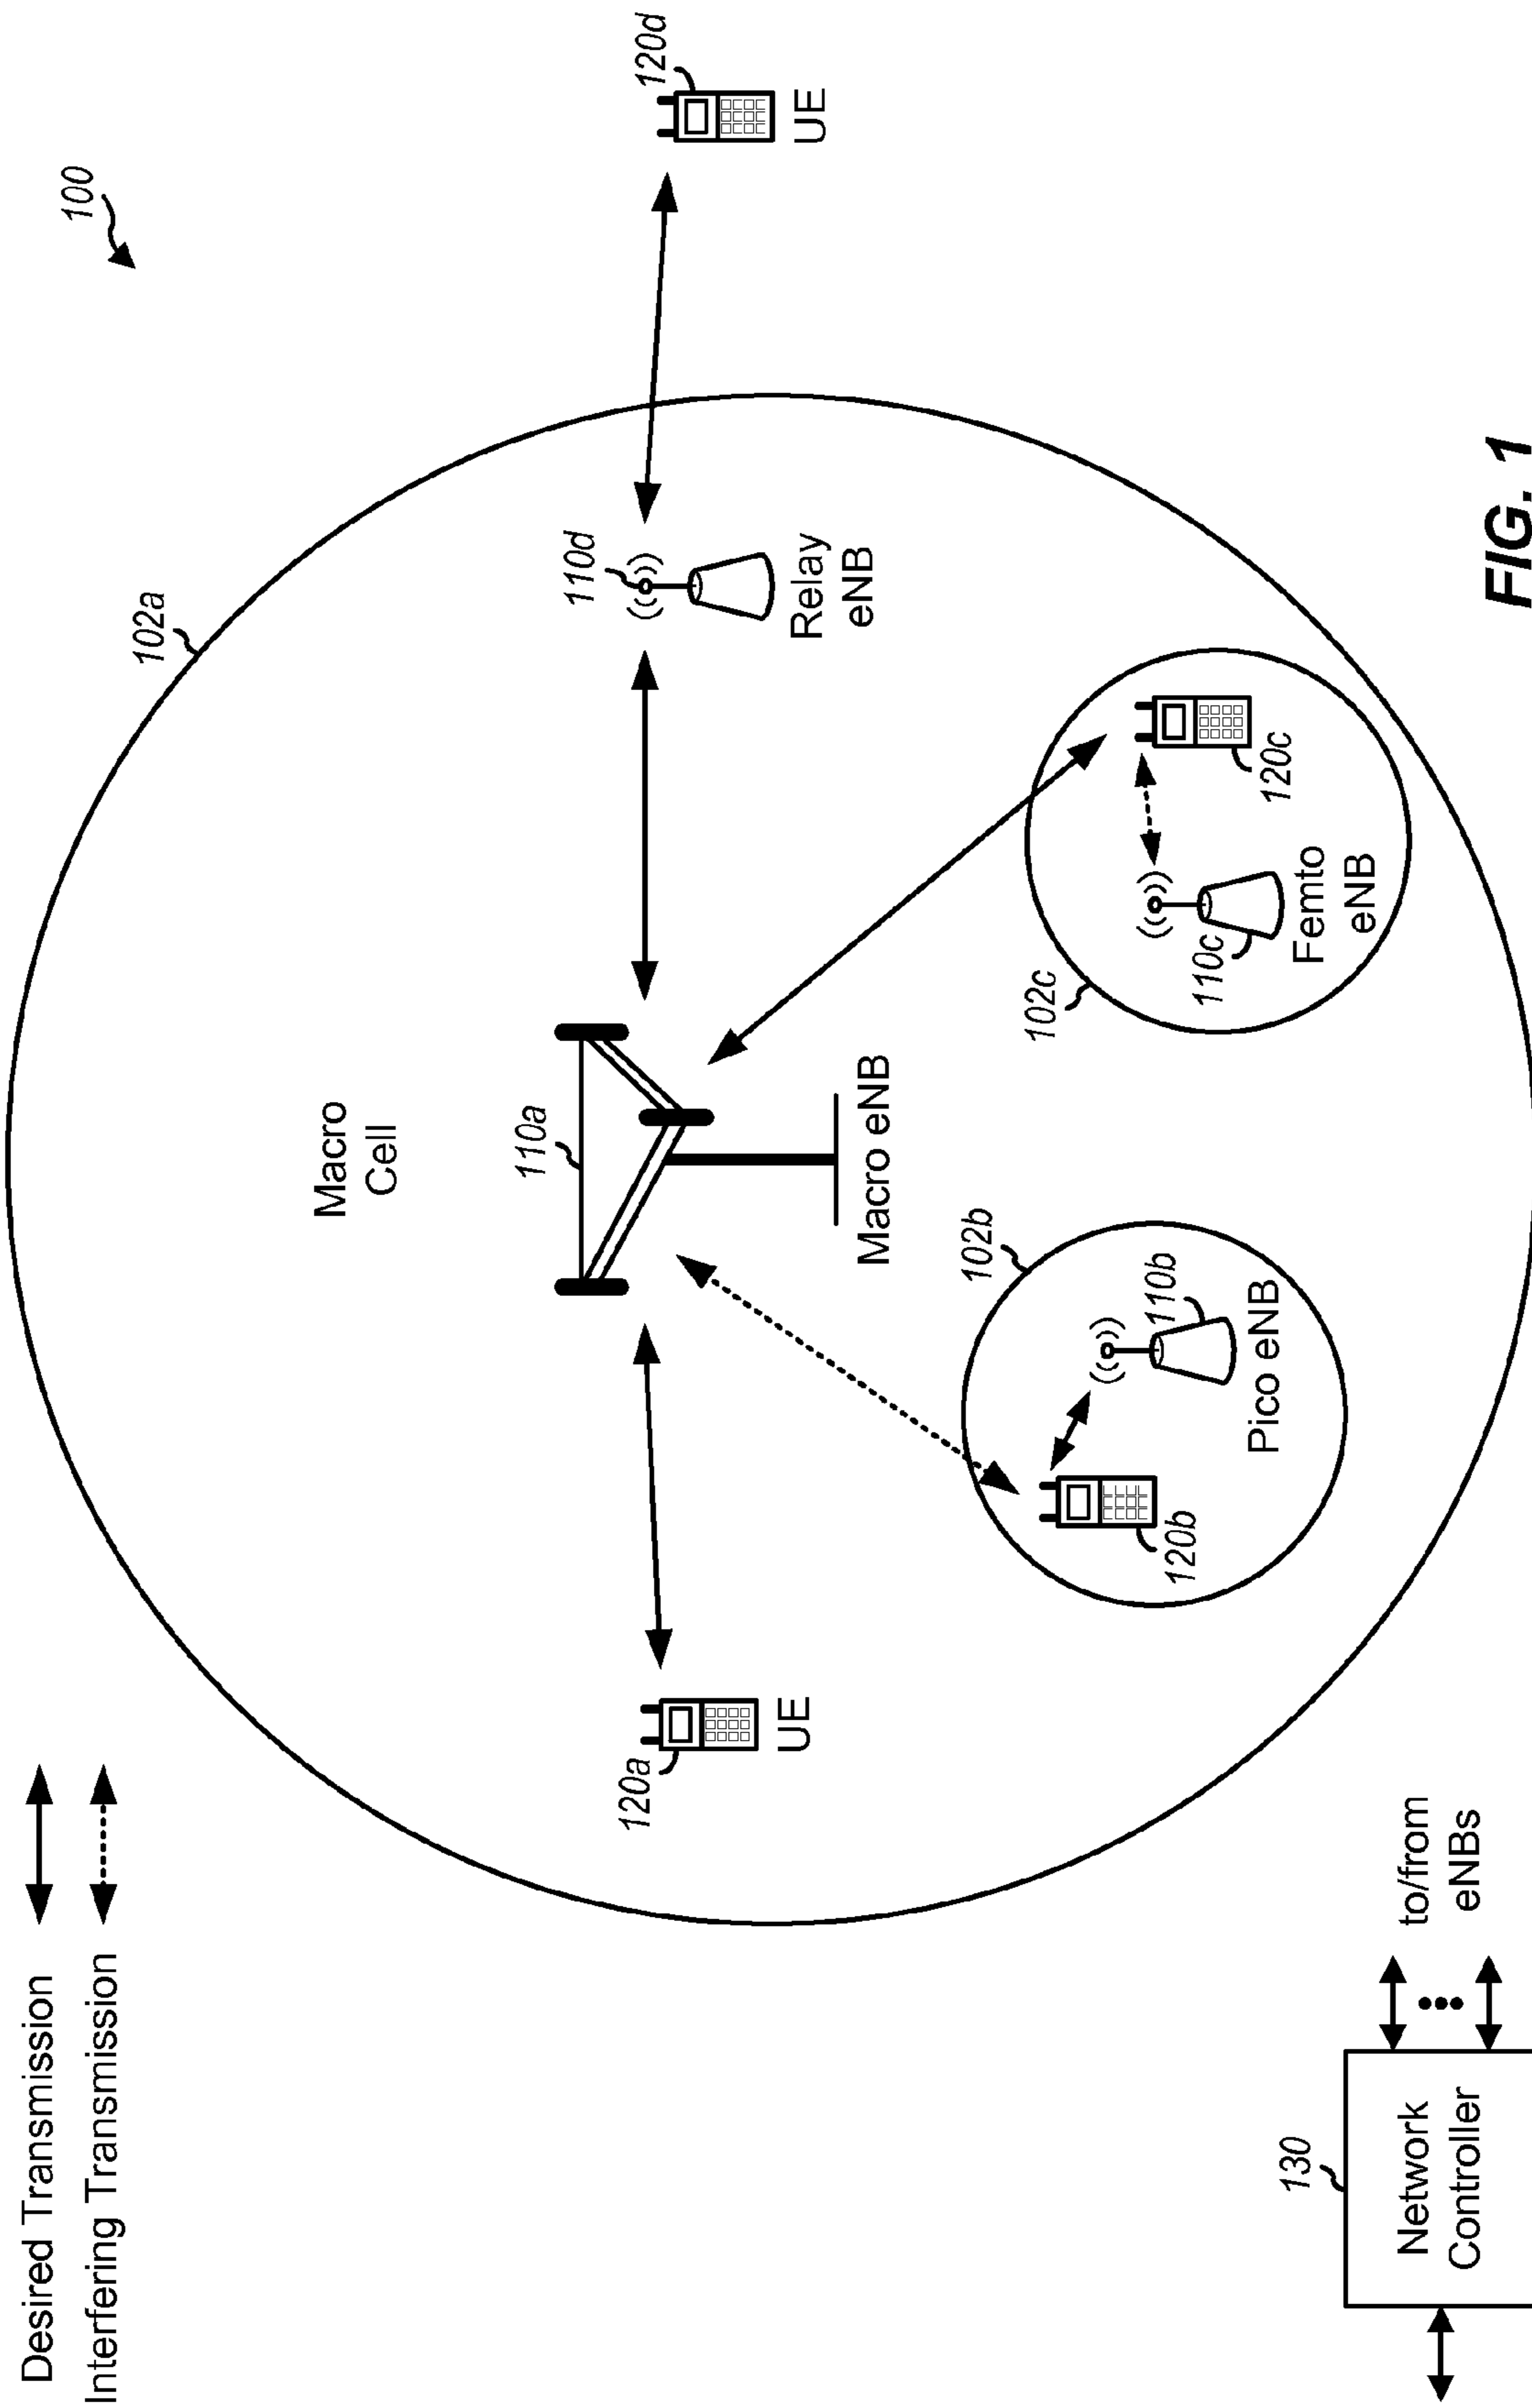 Desired Transmission
Interfering Transmission
100
102a
Macro
Cell
110a
110d
120d
120a
UE
Macro eNB
Relay
eNB
UE
102b
120b
110b
Pico eNB
102c
110c
Femto
eNB
120c
130
Network
Controller
to/from
eNBs
FIG. 1